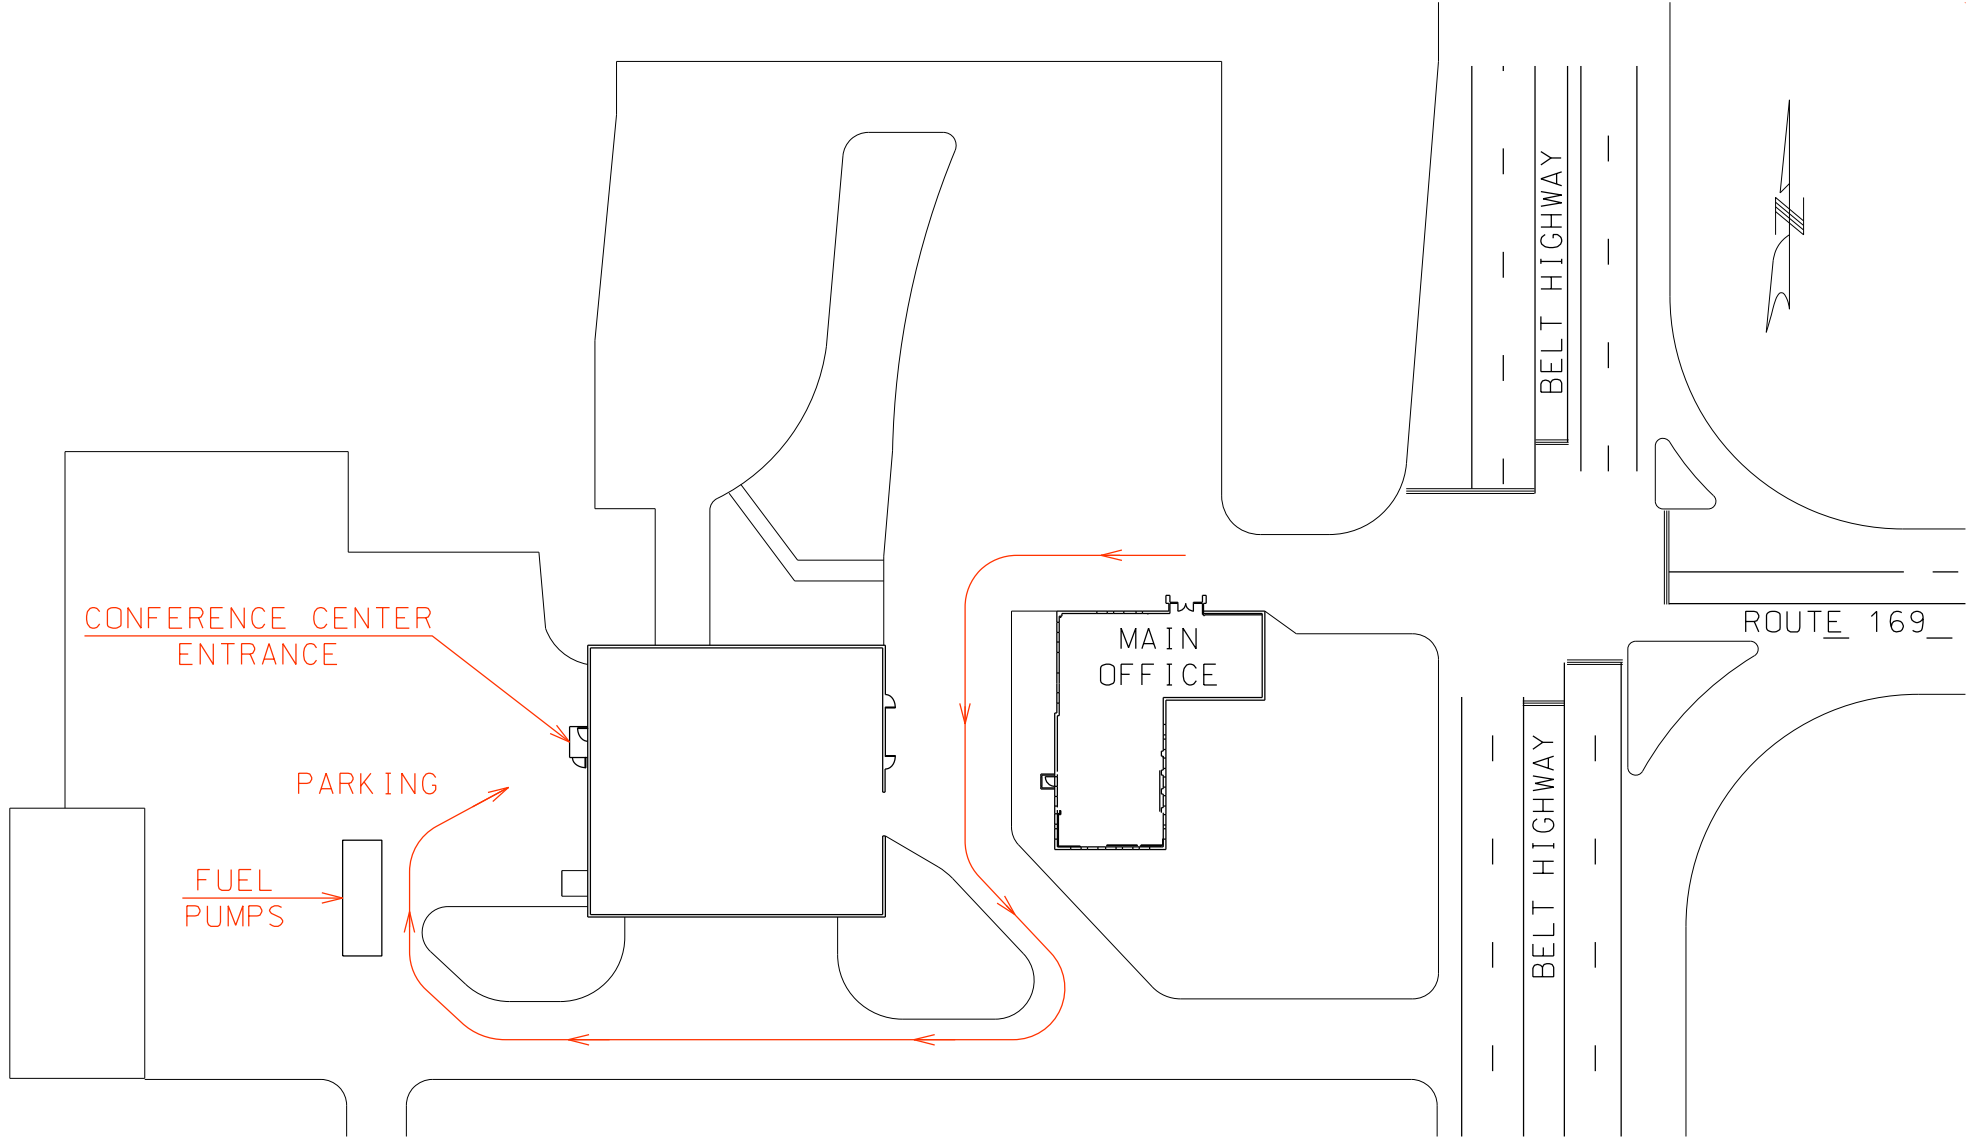 BELT HIGHWAY
N
CONFERENCE CENTER
ENTRANCE
MAIN
OFFICE
ROUTE 169
PARKING
FUEL
PUMPS
BELT HIGHWAY